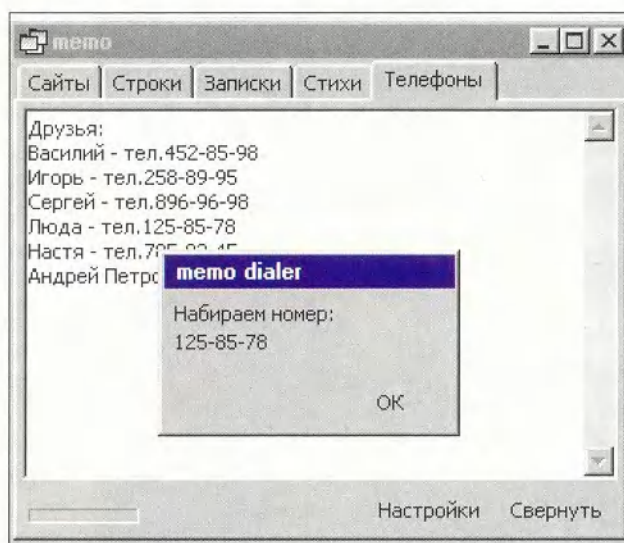 memo
Сайты Строки Записки Стихи Телефоны
Друзья:
Василий - тел.452-85-98
Игорь - тел.258-89-95
Сергей - тел.896-96-98
Люда - тел.125-85-78
Настя -
Андрей
memo dialer
Набираем номер:
125-85-78
OK
Настройки Свернуть